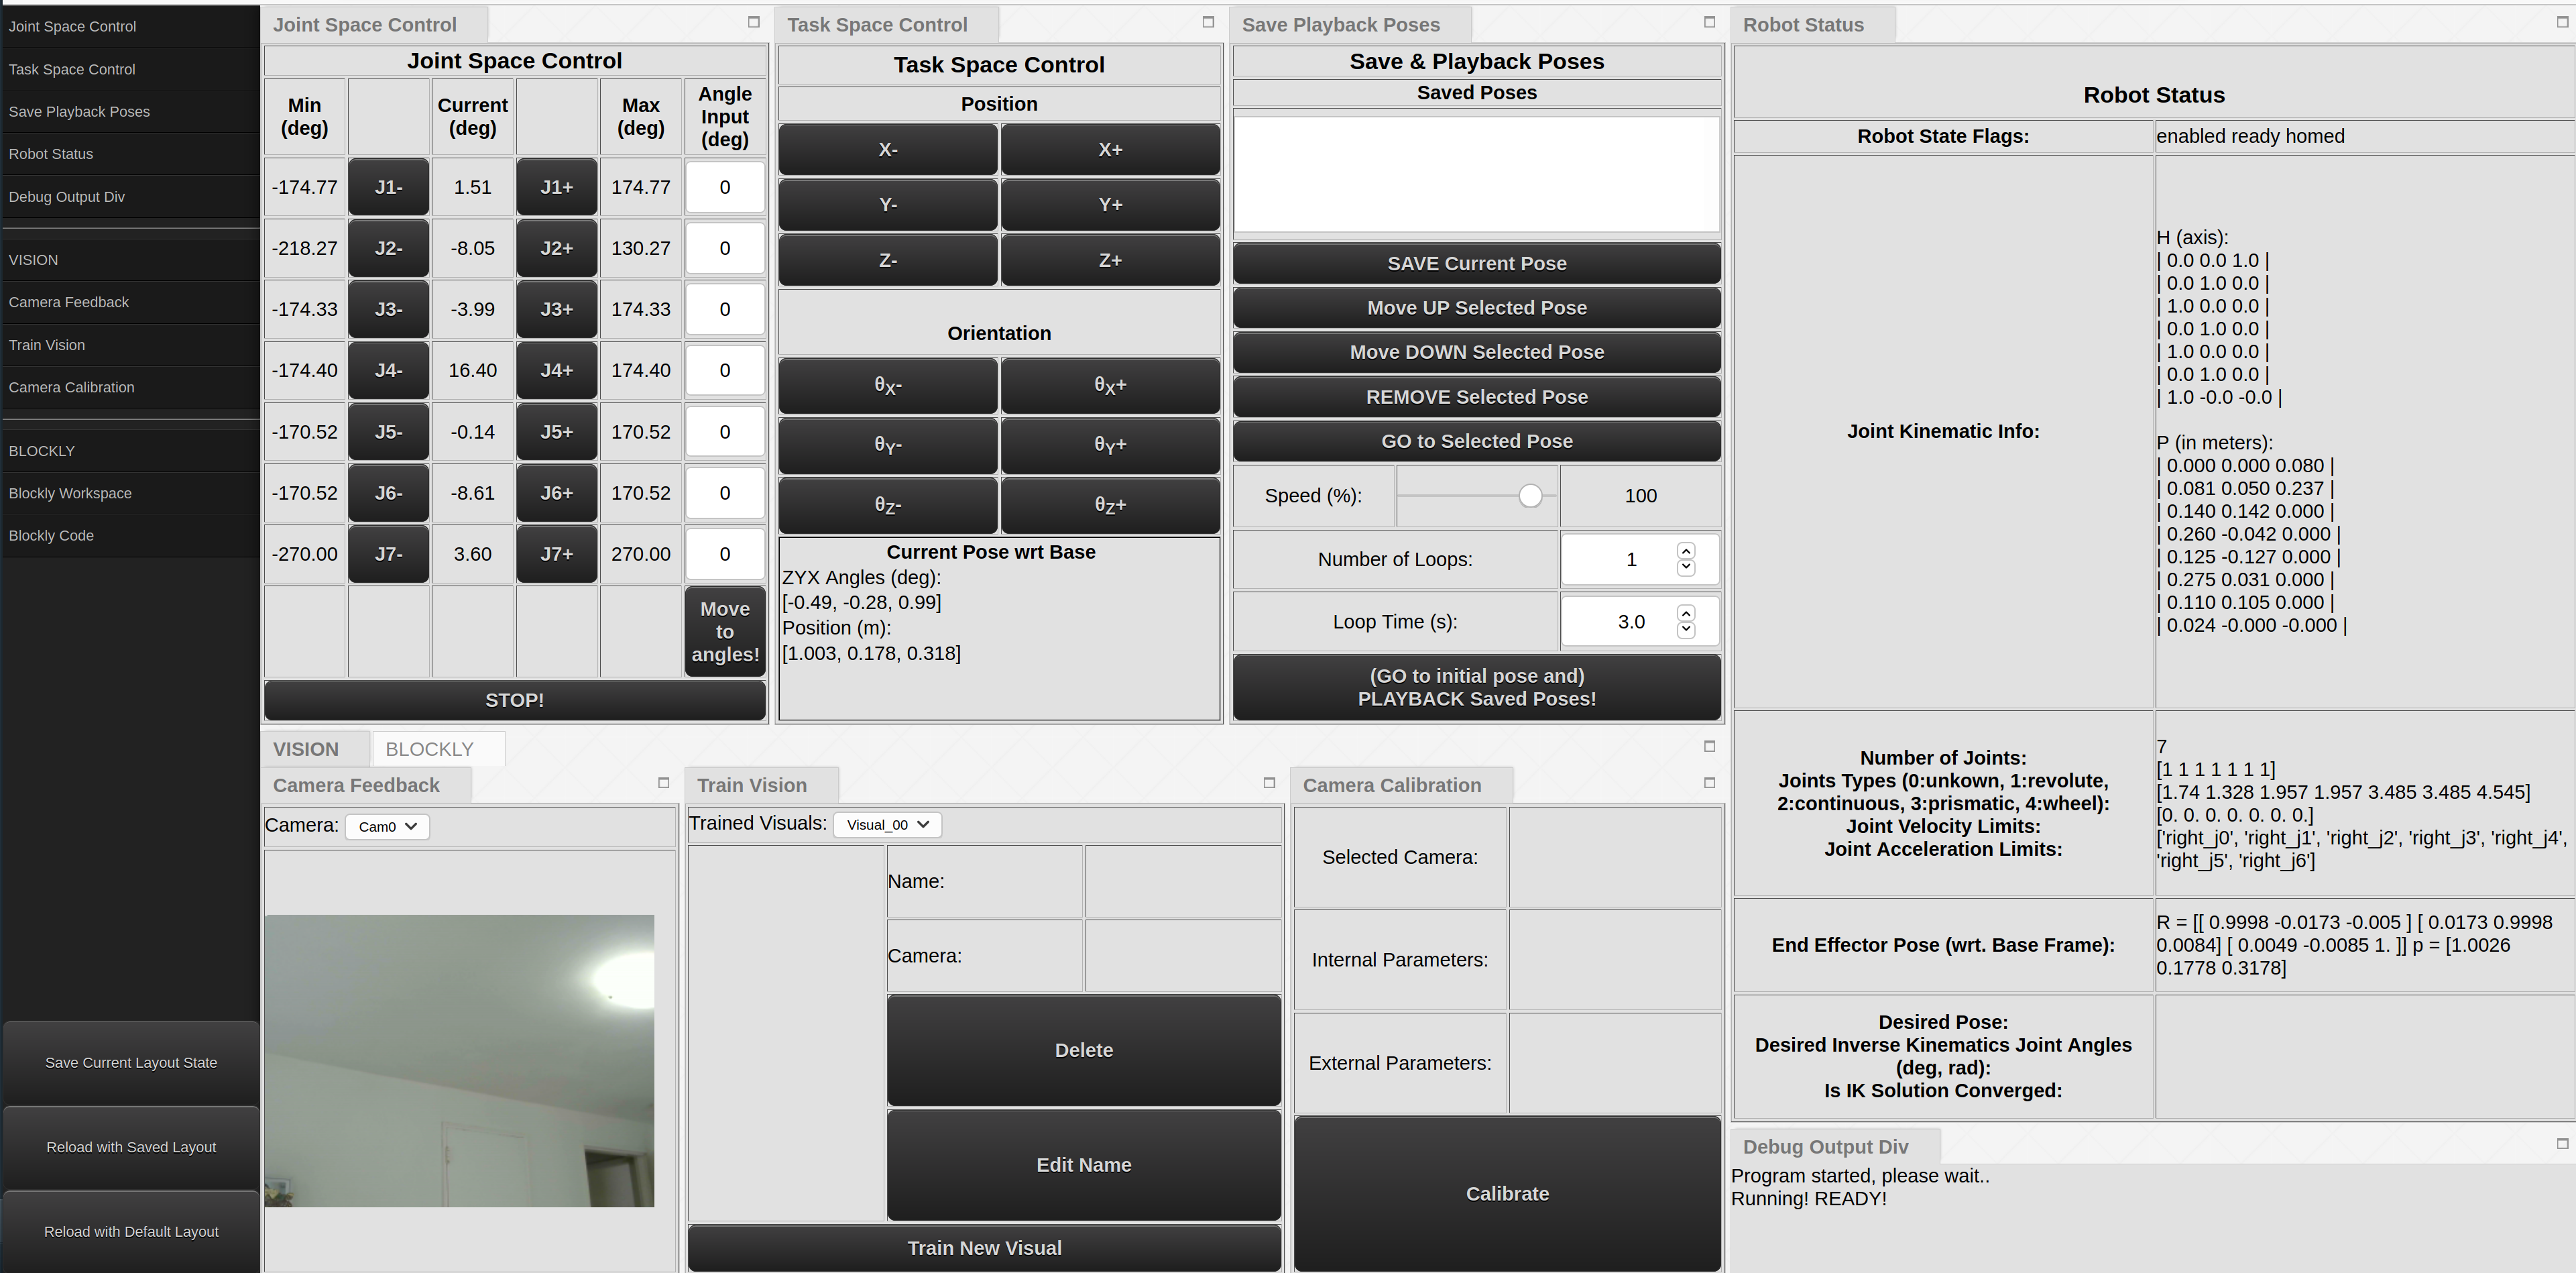 Joint Space Control
Task Space Control
Save Playback Poses
Robot Status
Debug Output Div
VISION
Camera Feedback
Train Vision
Camera Calibration
BLOCKLY
Blockly Workspace
Blockly Code
Save Current Layout State
Reload with Saved Layout
Reload with Default Layout
Joint Space Control
Joint Space Control
Min (deg) Current (deg) Max (deg) Angle Input (deg)
-174.77 J1- 1.51 J1+ 174.77 0
-218.27 J2- -8.05 J2+ 130.27 0
-174.33 J3- -3.99 J3+ 174.33 0
-174.40 J4- 16.40 J4+ 174.40 0
-170.52 J5- -0.14 J5+ 170.52 0
-170.52 J6- -8.61 J6+ 170.52 0
-270.00 J7- 3.60 J7+ 270.00 0
Move
to
angles!
STOP!
Task Space Control
Task Space Control
Position
X- X+
Y- Y+
Z- Z+
Orientation
θX- θX+
θY- θY+
θZ- θZ+
Current Pose wrt Base
ZYX Angles (deg):
[-0.49, -0.28, 0.99]
Position (m):
[1.003, 0.178, 0.318]
Save Playback Poses
Save & Playback Poses
Saved Poses
SAVE Current Pose
Move UP Selected Pose
Move DOWN Selected Pose
REMOVE Selected Pose
GO to Selected Pose
Speed (%): 100
Number of Loops: 1
Loop Time (s): 3.0
(GO to initial pose and)
PLAYBACK Saved Poses!
Robot Status
Robot Status
Robot State Flags: enabled ready homed
Joint Kinematic Info:
H (axis):
| 0.0 0.0 1.0 |
| 0.0 1.0 0.0 |
| 1.0 0.0 0.0 |
| 0.0 1.0 0.0 |
| 1.0 0.0 0.0 |
| 0.0 1.0 0.0 |
| 1.0 -0.0 -0.0 |
P (in meters):
| 0.000 0.000 0.080 |
| 0.081 0.050 0.237 |
| 0.140 0.142 0.000 |
| 0.260 -0.042 0.000 |
| 0.125 -0.127 0.000 |
| 0.275 0.031 0.000 |
| 0.110 0.105 0.000 |
| 0.024 -0.000 -0.000 |
Number of Joints:
Joints Types (0:unkown, 1:revolute,
2:continuous, 3:prismatic, 4:wheel):
Joint Velocity Limits:
Joint Acceleration Limits:
7
[1 1 1 1 1 1 1]
[1.74 1.328 1.957 1.957 3.485 3.485 4.545]
[0. 0. 0. 0. 0. 0. 0.]
['right_j0', 'right_j1', 'right_j2', 'right_j3', 'right_j4',
'right_j5', 'right_j6']
End Effector Pose (wrt. Base Frame):
R = [[ 0.9998 -0.0173 -0.005 ] [ 0.0173 0.9998
0.0084] [ 0.0049 -0.0085 1. ]] p = [1.0026
0.1778 0.3178]
Desired Pose:
Desired Inverse Kinematics Joint Angles
(deg, rad):
Is IK Solution Converged:
VISION BLOCKLY
Camera Feedback
Camera: Cam0
Train Vision
Trained Visuals: Visual_00
Name:
Camera:
Delete
Edit Name
Train New Visual
Camera Calibration
Selected Camera:
Internal Parameters:
External Parameters:
Calibrate
Debug Output Div
Program started, please wait..
Running! READY!